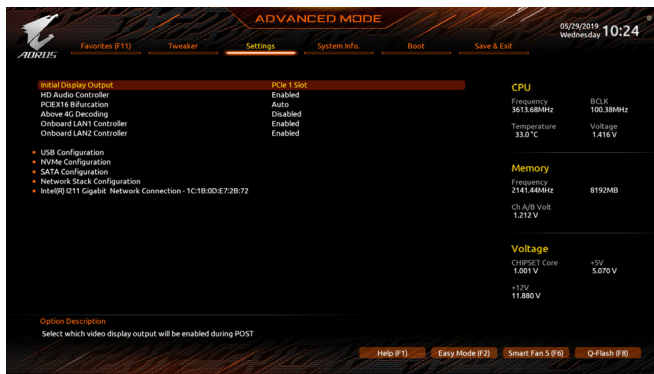 ADVANCED MODE
05/29/2019 Wednesday 10:24
AORUS
Favorites (F11) Tweaker Settings System Info. Boot Save & Exit
Initial Display Output PCIe 1 Slot
HD Audio Controller Enabled
PCIEX16 Bifurcation Auto
Above 4G Decoding Disabled
Onboard LAN1 Controller Enabled
Onboard LAN2 Controller Enabled
USB Configuration
NVMe Configuration
SATA Configuration
Network Stack Configuration
Intel(R) I211 Gigabit Network Connection - 1C:1B:0D:E7:2B:72
CPU
Frequency BCLK
3613.68MHz 100.38MHz
Temperature Voltage
33.0 °C 1.416 V
Memory
Frequency
2141.44MHz 8192MB
Ch A/B Volt
1.212 V
Voltage
CHIPSET Core +5V
1.001 V 5.070 V
+12V
11.880 V
Option Description
Select which video display output will be enabled during POST
Help (F1) Easy Mode (F2) Smart Fan 5 (F6) Q-Flash (F8)